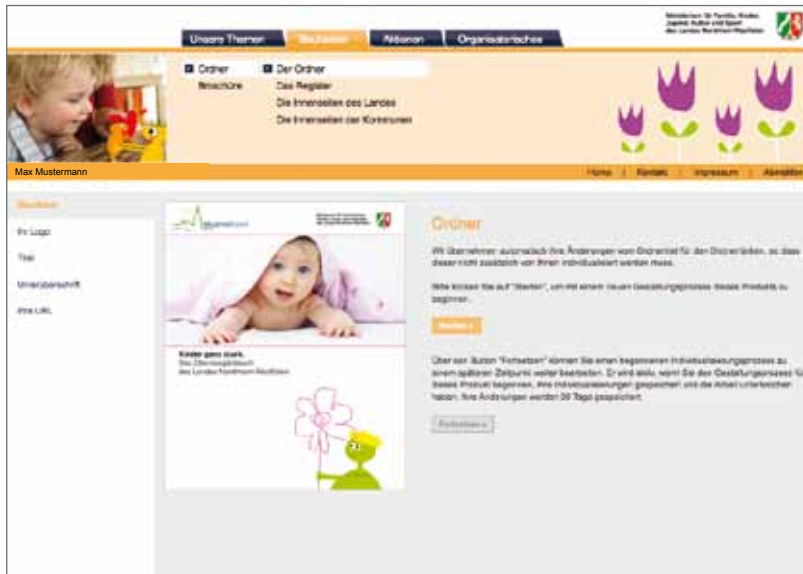 Ministerium für Familie, Kinder,
Jugend, Kultur und Sport
des Landes Nordrhein-Westfalen
Unsere Themen
Aktionen
Organisatorisches
Ordner
Broschüre
Der Ordner
Das Register
Die Innenseiten des Landes
Die Innenseiten der Kommunen
Max Mustermann
Home | Kontakt | Impressum | Abmelden
Ihr Logo
Titel
Unterüberschrift
Ihre URL
Kinder ganz stark.
Das Elternbegleitbuch
des Landes Nordrhein-Westfalen
Ordner
Wir übernehmen automatisch Ihre Änderungen vom Ordnertitel für den Ordnerrücken, so dass
dieser nicht zusätzlich von Ihnen individualisiert werden muss.
Bitte klicken Sie auf "Starten", um mit einem neuen Gestaltungsprozess dieses Produkts zu
beginnen.
Starten
Über den Button "Fortsetzen" können Sie einen begonnenen Individualisierungsprozess zu
einem späteren Zeitpunkt weiter bearbeiten. Er wird aktiv, wenn Sie den Gestaltungsprozess für
dieses Produkt begonnen, Ihre Individualisierungen gespeichert und die Arbeit unterbrochen
haben. Ihre Änderungen werden 30 Tage gespeichert.
Fortsetzen